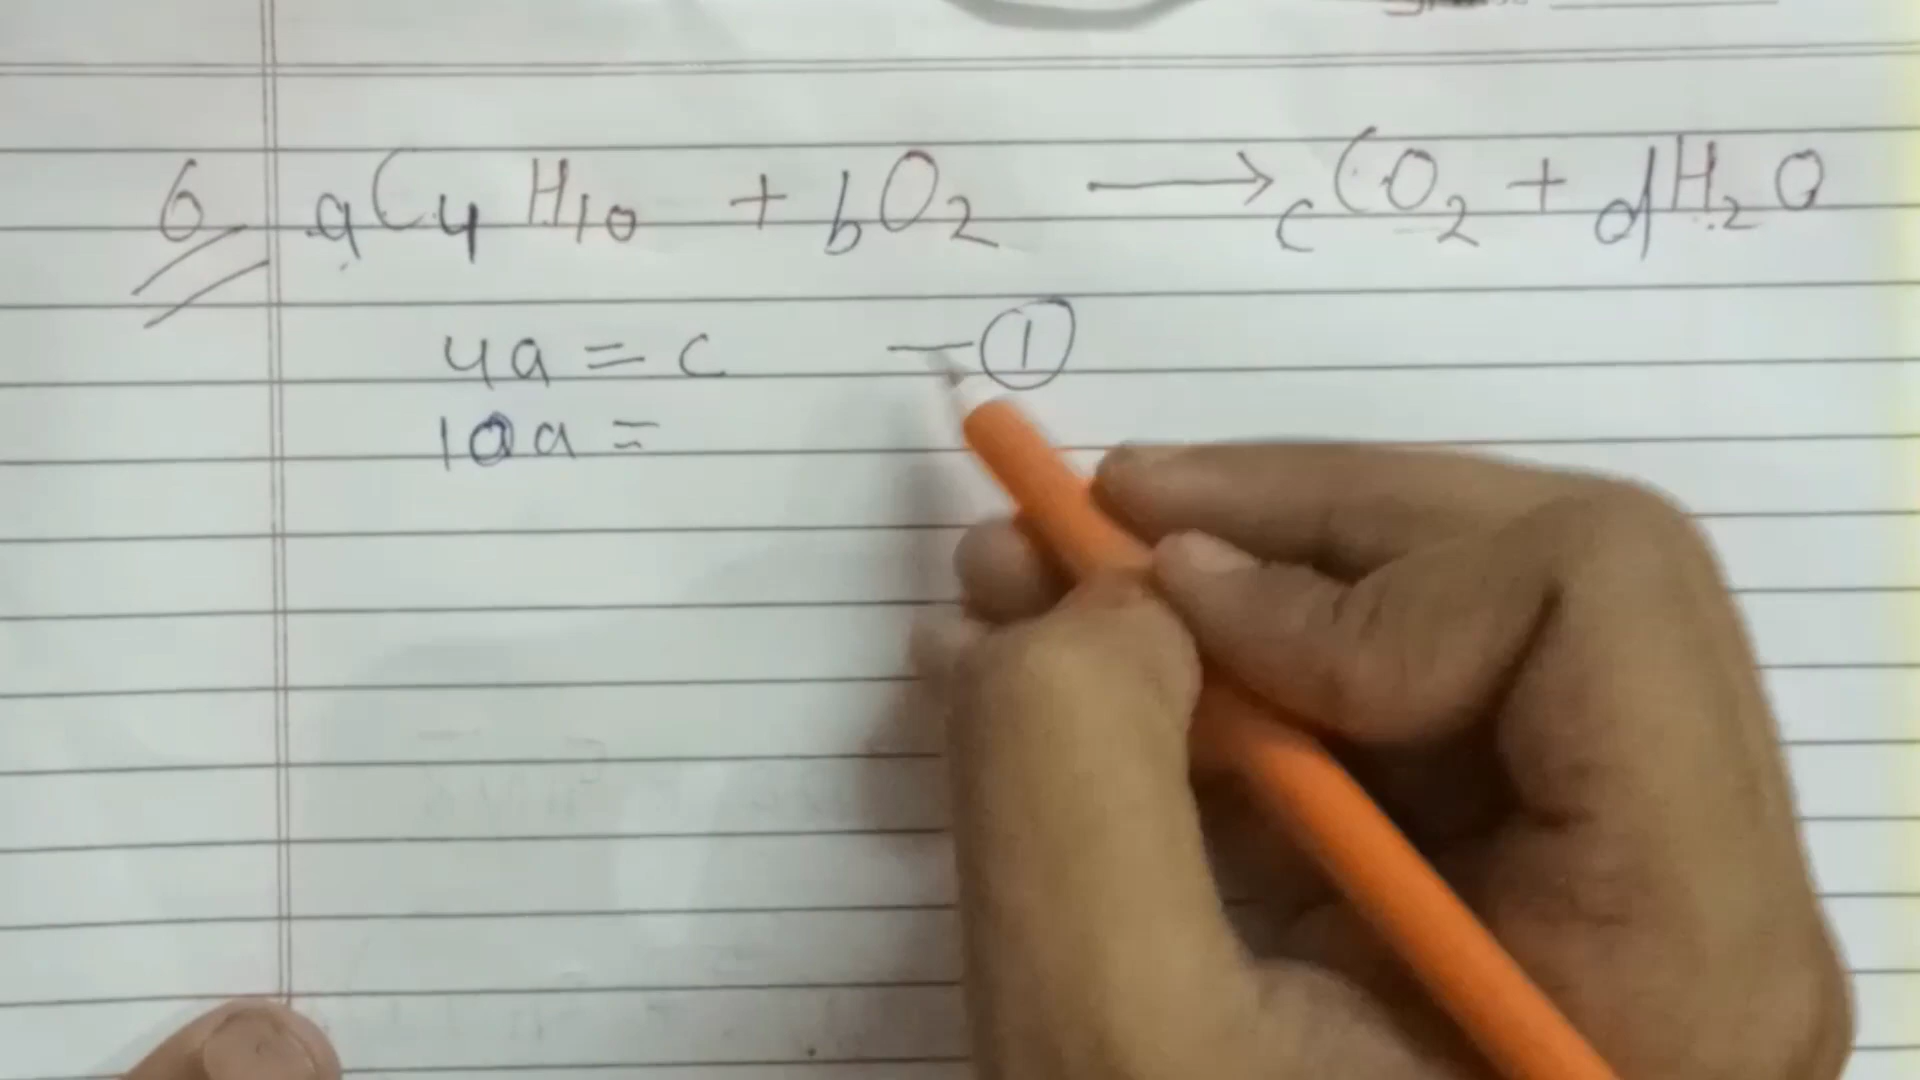 6 aC₄H₁₀ + bO₂ → cCO₂ + dH₂O
4a = c —①
10a =